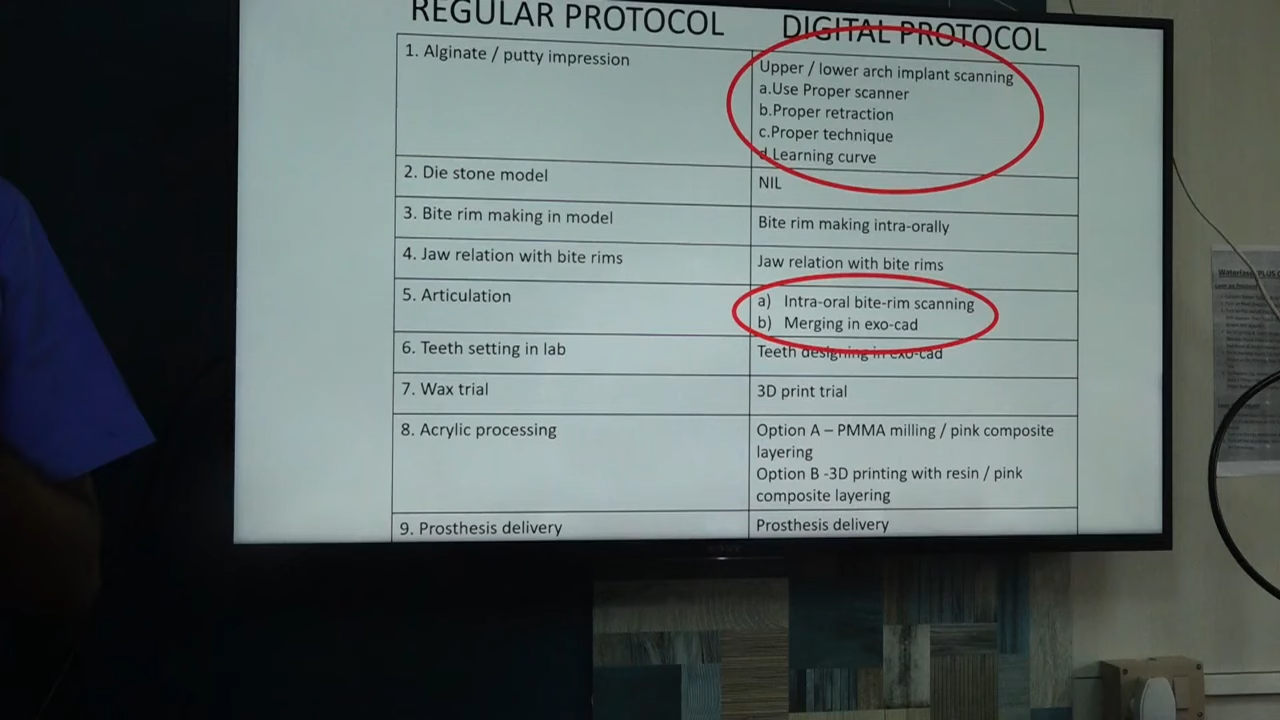 REGULAR PROTOCOL
DIGITAL PROTOCOL
1. Alginate / putty impression
Upper / lower arch implant scanning
a.Use Proper scanner
b.Proper retraction
c.Proper technique
d.Learning curve
2. Die stone model
NIL
3. Bite rim making in model
Bite rim making intra-orally
4. Jaw relation with bite rims
Jaw relation with bite rims
5. Articulation
a) Intra-oral bite-rim scanning
b) Merging in exo-cad
6. Teeth setting in lab
Teeth designing in exo-cad
7. Wax trial
3D print trial
8. Acrylic processing
Option A – PMMA milling / pink composite
layering
Option B -3D printing with resin / pink
composite layering
9. Prosthesis delivery
Prosthesis delivery